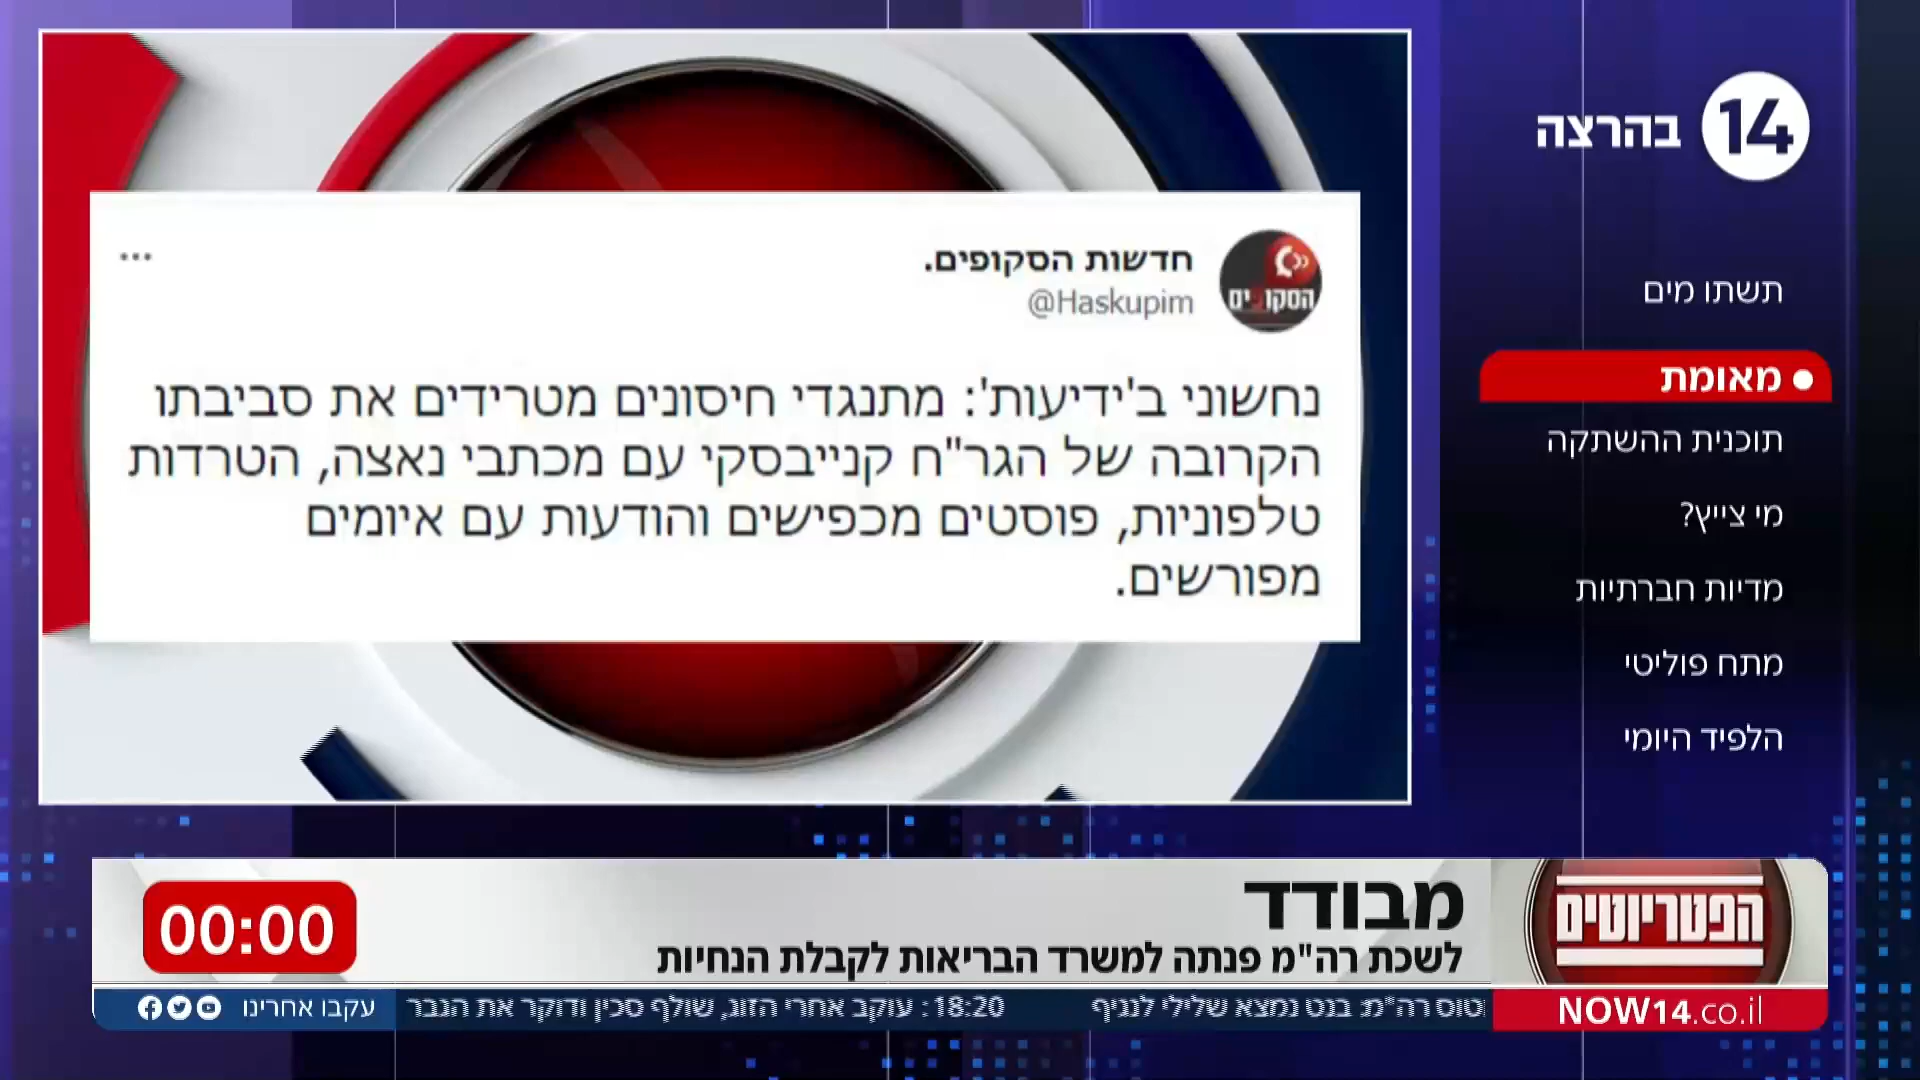 14 בהרצה
תשתו מים
מאומת
תוכנית ההשתקה
מי צייץ?
מדיות חברתיות
מתח פוליטי
הלפיד היומי
חדשות הסקופים.
@Haskupim
נחשוני ב'ידיעות': מתנגדי חיסונים מטרידים את סביבתו
הקרובה של הגר"ח קנייבסקי עם מכתבי נאצה, הטרדות
טלפוניות, פוסטים מכפישים והודעות עם איומים
מפורשים.
הפטריוטים
מבודד
לשכת רה"מ פנתה למשרד הבריאות לקבלת הנחיות
00:00
NOW14.co.il
טוס רה"מ: בנט נמצא שלילי לנגיף
18:20: עוקב אחרי הזוג, שולף סכין ודוקר את הגבר
עקבו אחרינו